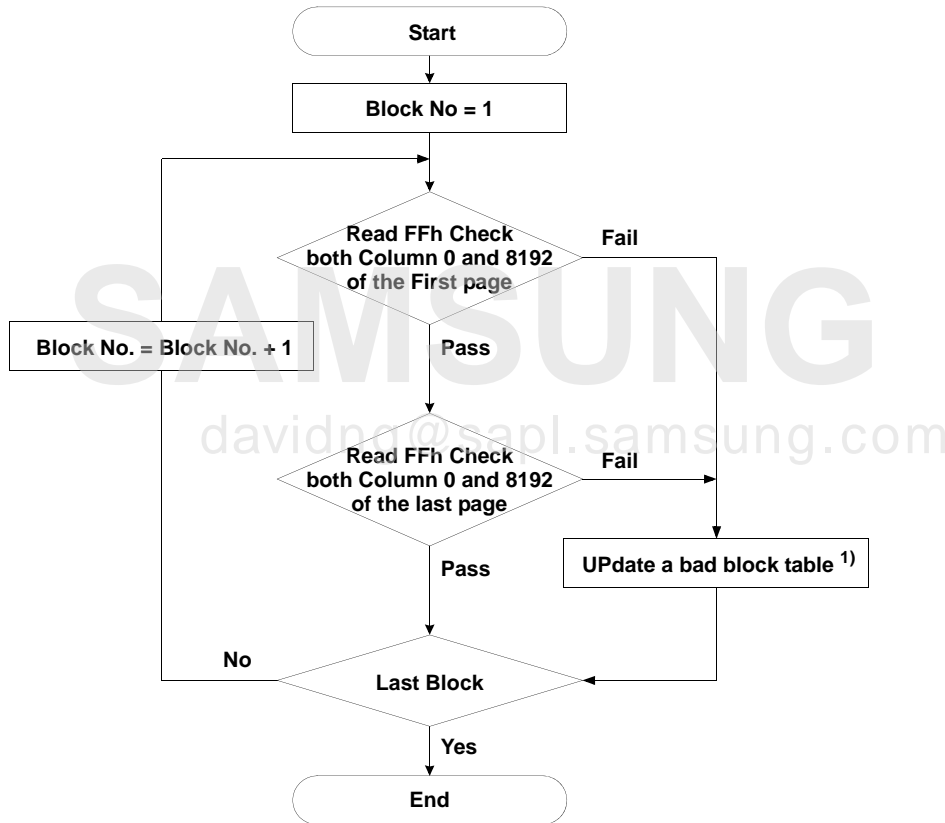 Start
Block No = 1
Read FFh Check
both Column 0 and 8192
of the First page
Fail
Block No. = Block No. + 1
Pass
SAMSUNG
davidng@sapl.samsung.com
Read FFh Check
both Column 0 and 8192
of the last page
Fail
Pass
UPdate a bad block table 1)
No
Last Block
Yes
End